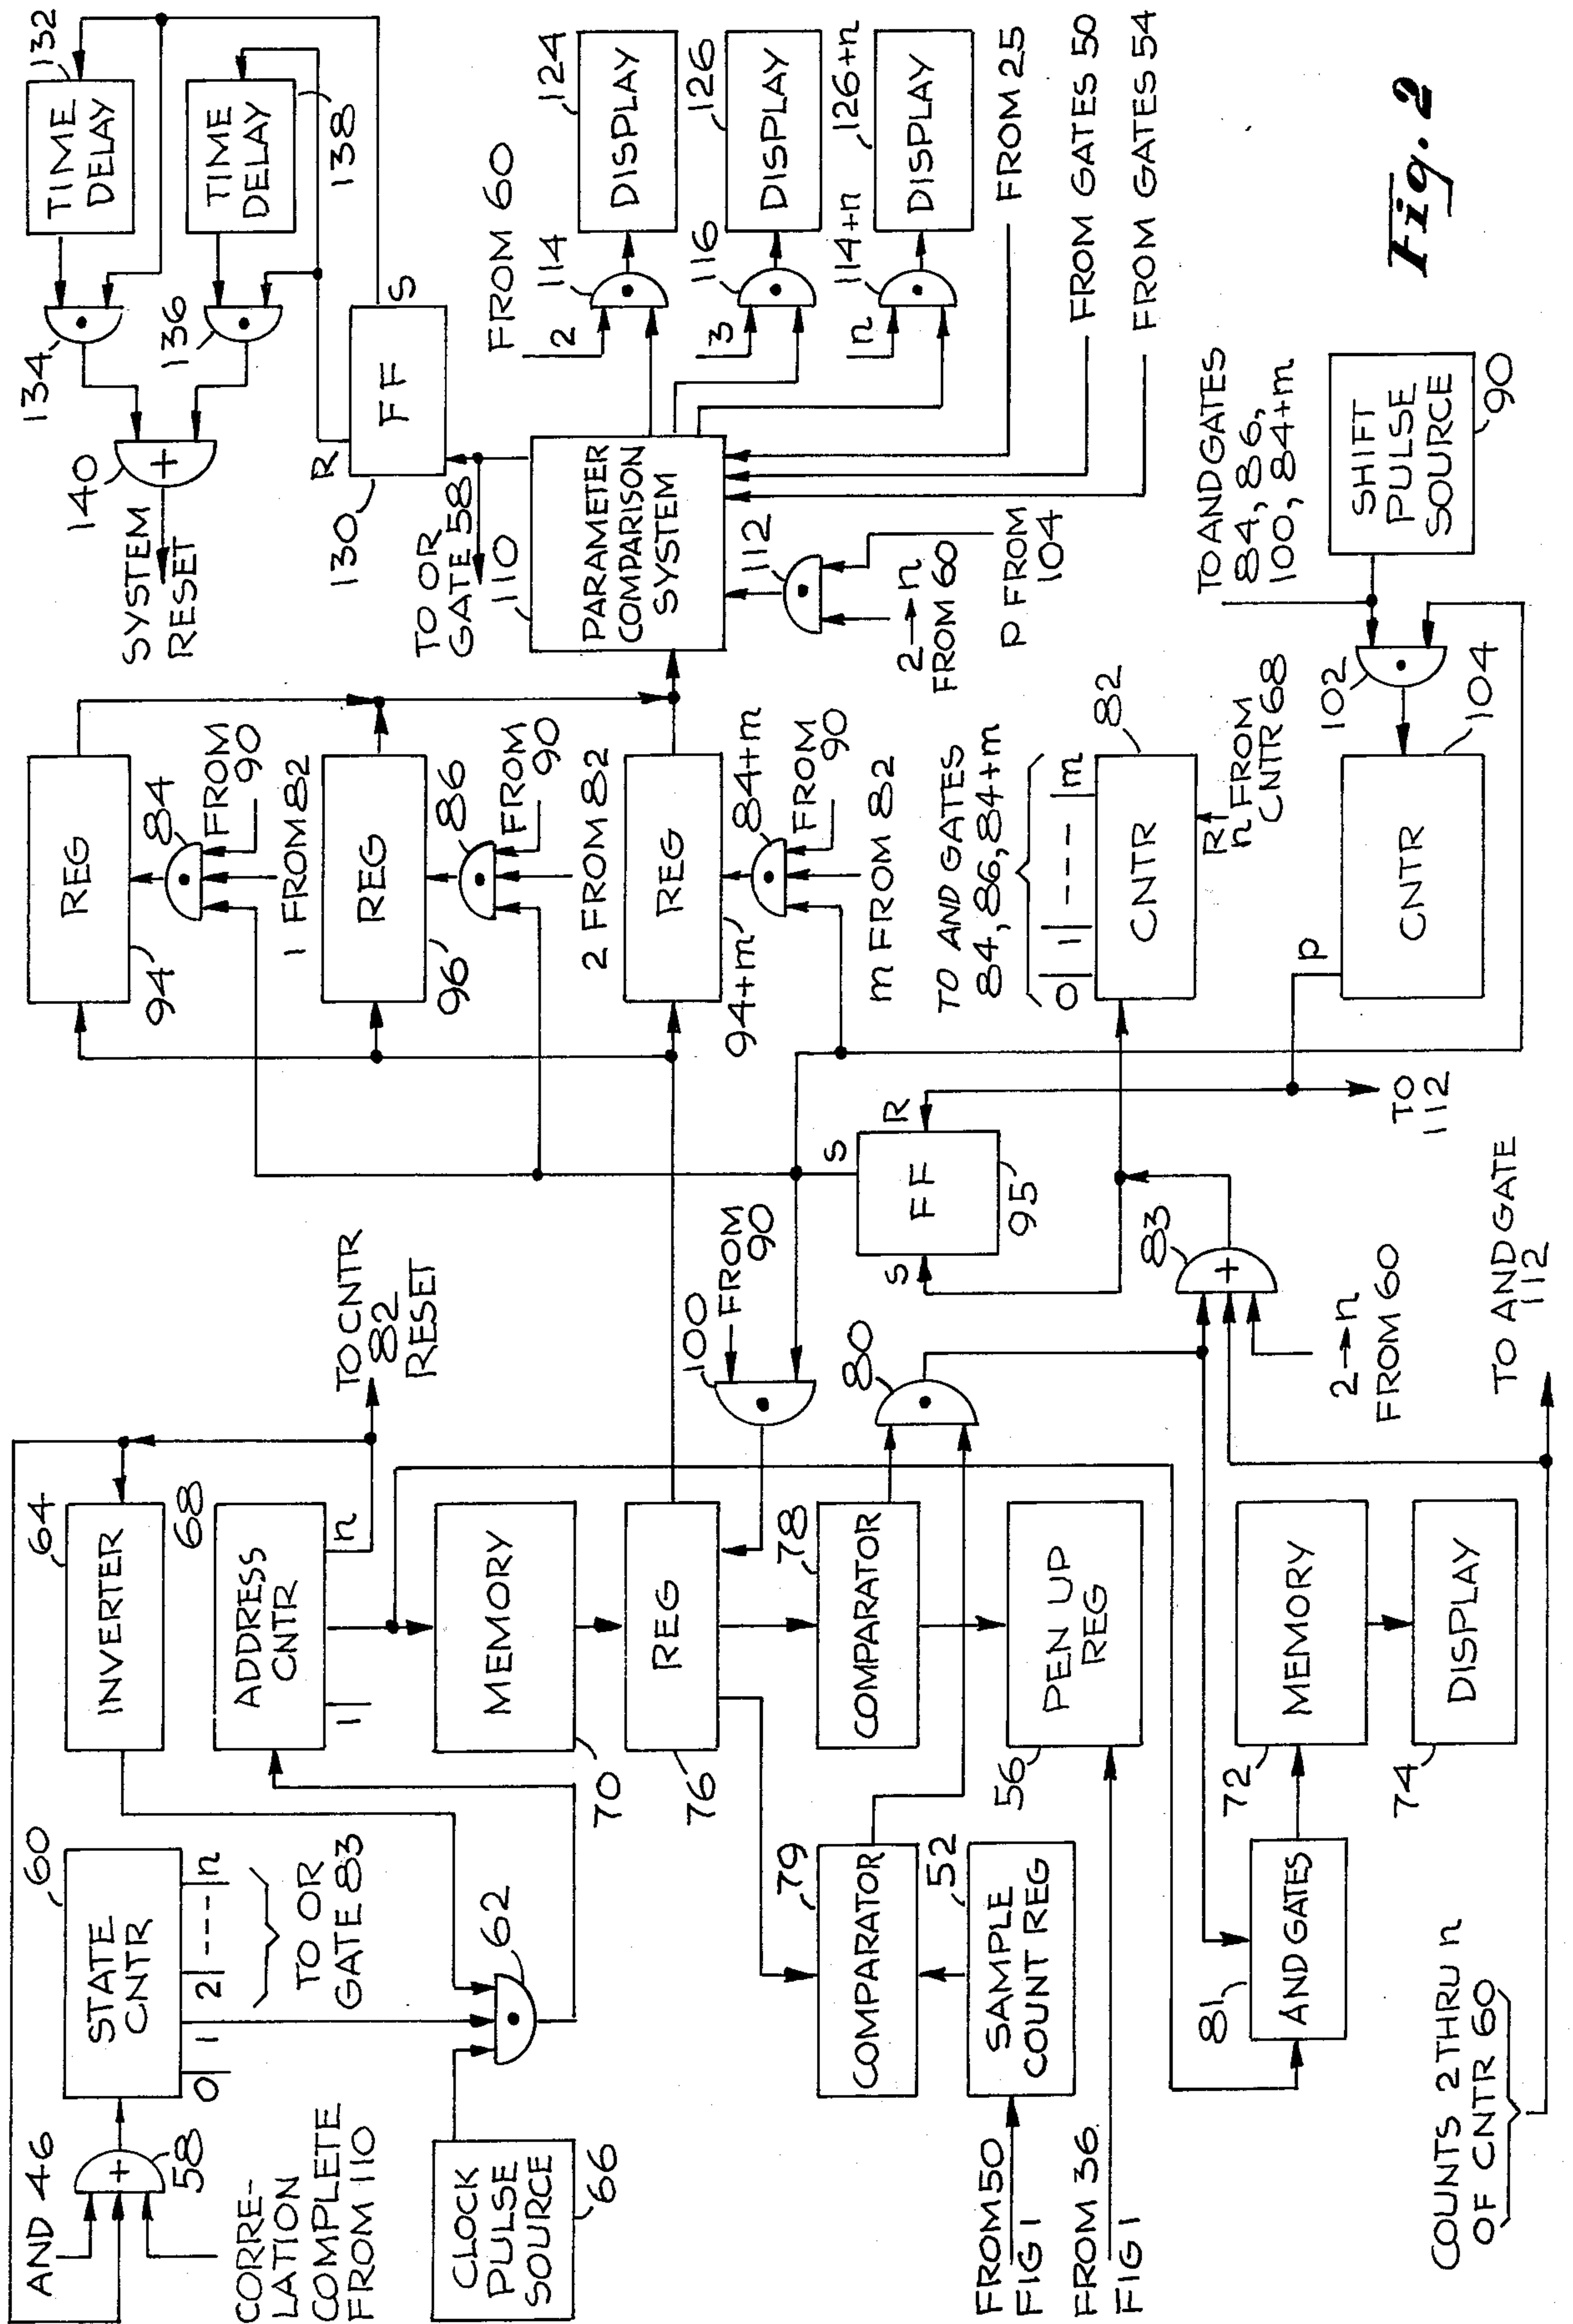 AND 46
58
CORRE-
LATION
COMPLETE
FROM 110
60
STATE
CNTR
0 1 2 --- n
TO OR
GATE 83
62
CLOCK
PULSE
SOURCE
66
64
INVERTER
68
ADDRESS
CNTR
1 n
TO CNTR
82
RESET
MEMORY
70
REG
76
100
FROM
90
79
COMPARATOR
78
COMPARATOR
80
52
SAMPLE
COUNT REG
FROM 50
FIG 1
FROM 36
FIG 1
56
PEN UP
REG
81
AND GATES
72
MEMORY
74
DISPLAY
83
2→n
FROM 60
TO AND GATE
112
COUNTS 2 THRU n
OF CNTR 60
S
FF
S
R
95
TO
112
REG
94
84
FROM
90
1 FROM 82
REG
96
86
FROM
90
2 FROM 82
REG
94+m
84+m
FROM
90
m FROM 82
TO AND GATES
84, 86, 84+m
0 1 --- m
CNTR
82
R
n FROM
CNTR 68
P
CNTR
104
102
TO AND GATES
84, 86,
100, 84+m
SHIFT
PULSE
SOURCE
90
SYSTEM
RESET
140
134
136
132
TIME
DELAY
TIME
DELAY
138
R
FF
S
130
TO OR
GATE 58
110
PARAMETER
COMPARISON
SYSTEM
112
2→n
FROM 60
P FROM
104
FROM 60
2
114
124
DISPLAY
3
116
126
DISPLAY
n
114+n
126+n
DISPLAY
FROM 25
FROM GATES 50
FROM GATES 54
Fig. 2